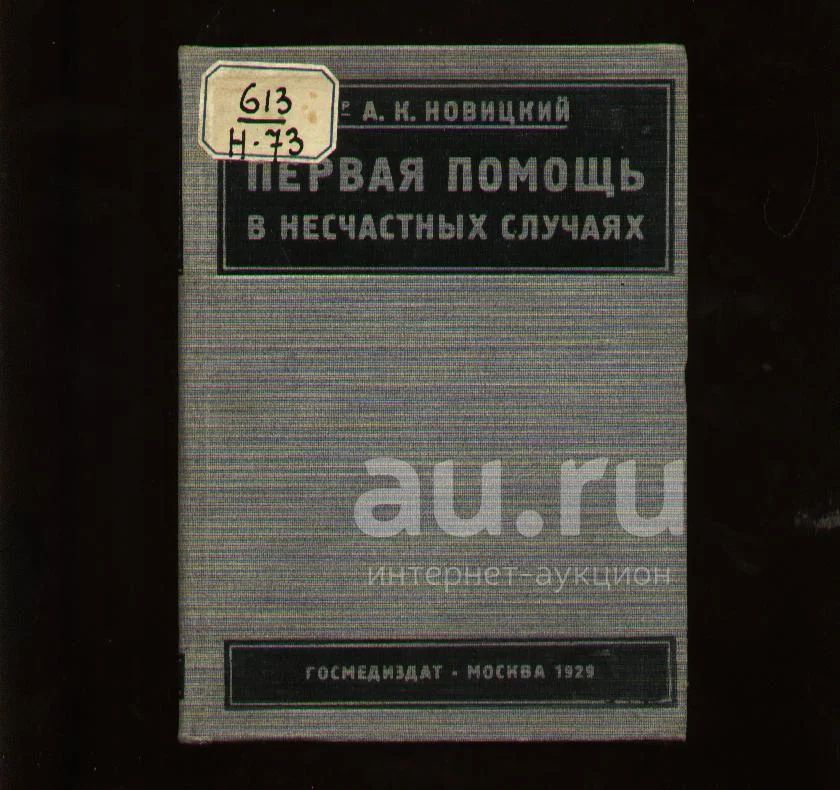 613
Н-73
Р А. К. НОВИЦКИЙ
ПЕРВАЯ ПОМОЩЬ
В НЕСЧАСТНЫХ СЛУЧАЯХ
au.ru
интернет-аукцион
ГОСМЕДИЗДАТ - МОСКВА 1929